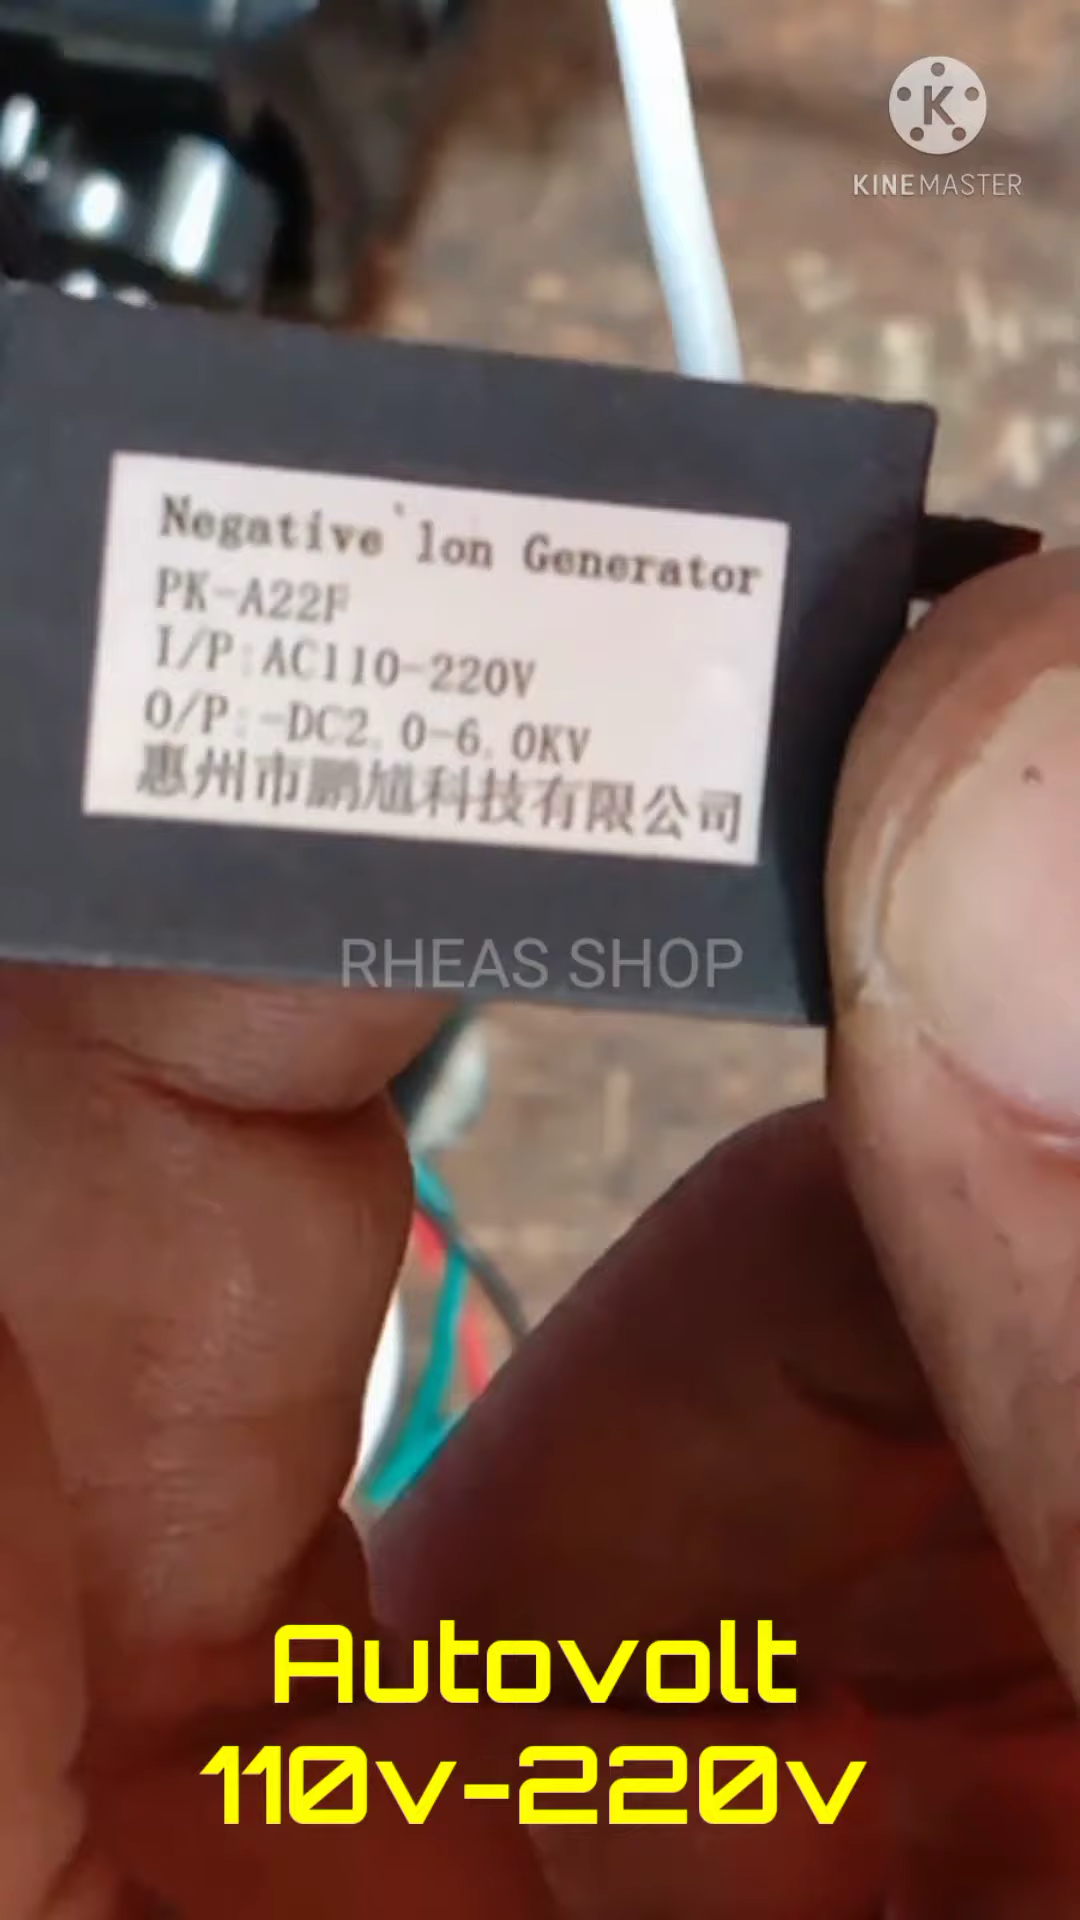 K
KINEMASTER
Negative `lon Generator
PK-A22F
I/P:AC110-220V
O/P:-DC2.0-6.0KV
惠州市鹏旭科技有限公司
RHEAS SHOP
Autovolt
110v-220v